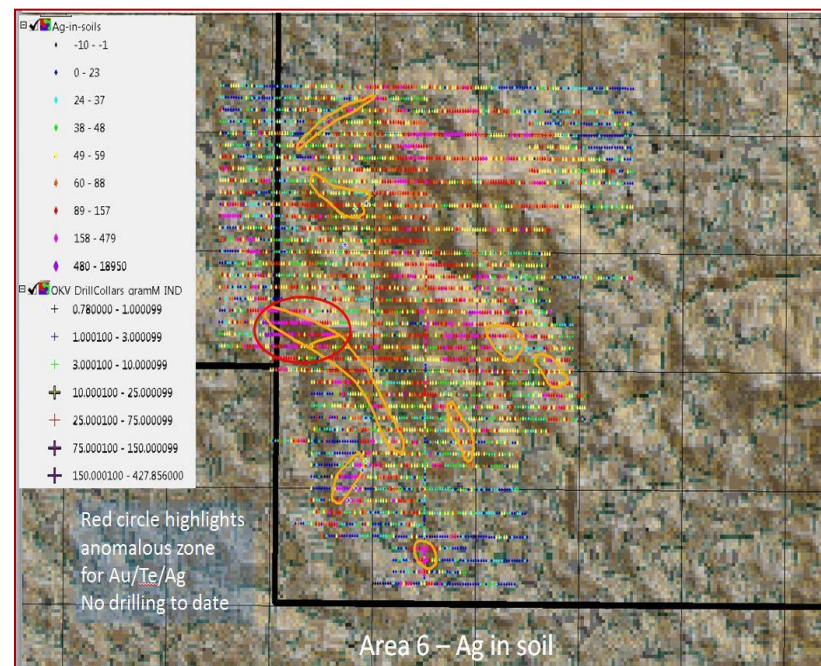 Ag-in-soils
-10 - -1
0 - 23
24 - 37
38 - 48
49 - 59
60 - 88
89 - 157
158 - 479
480 - 18950
OKV DrillCollars gramM IND
0.780000 - 1.000099
1.000100 - 3.000099
3.000100 - 10.000099
10.000100 - 25.000099
25.000100 - 75.000099
75.000100 - 150.000099
150.000100 - 427.856000
Red circle highlights
anomalous zone
for Au/Te/Ag
No drilling to date
Area 6 – Ag in soil